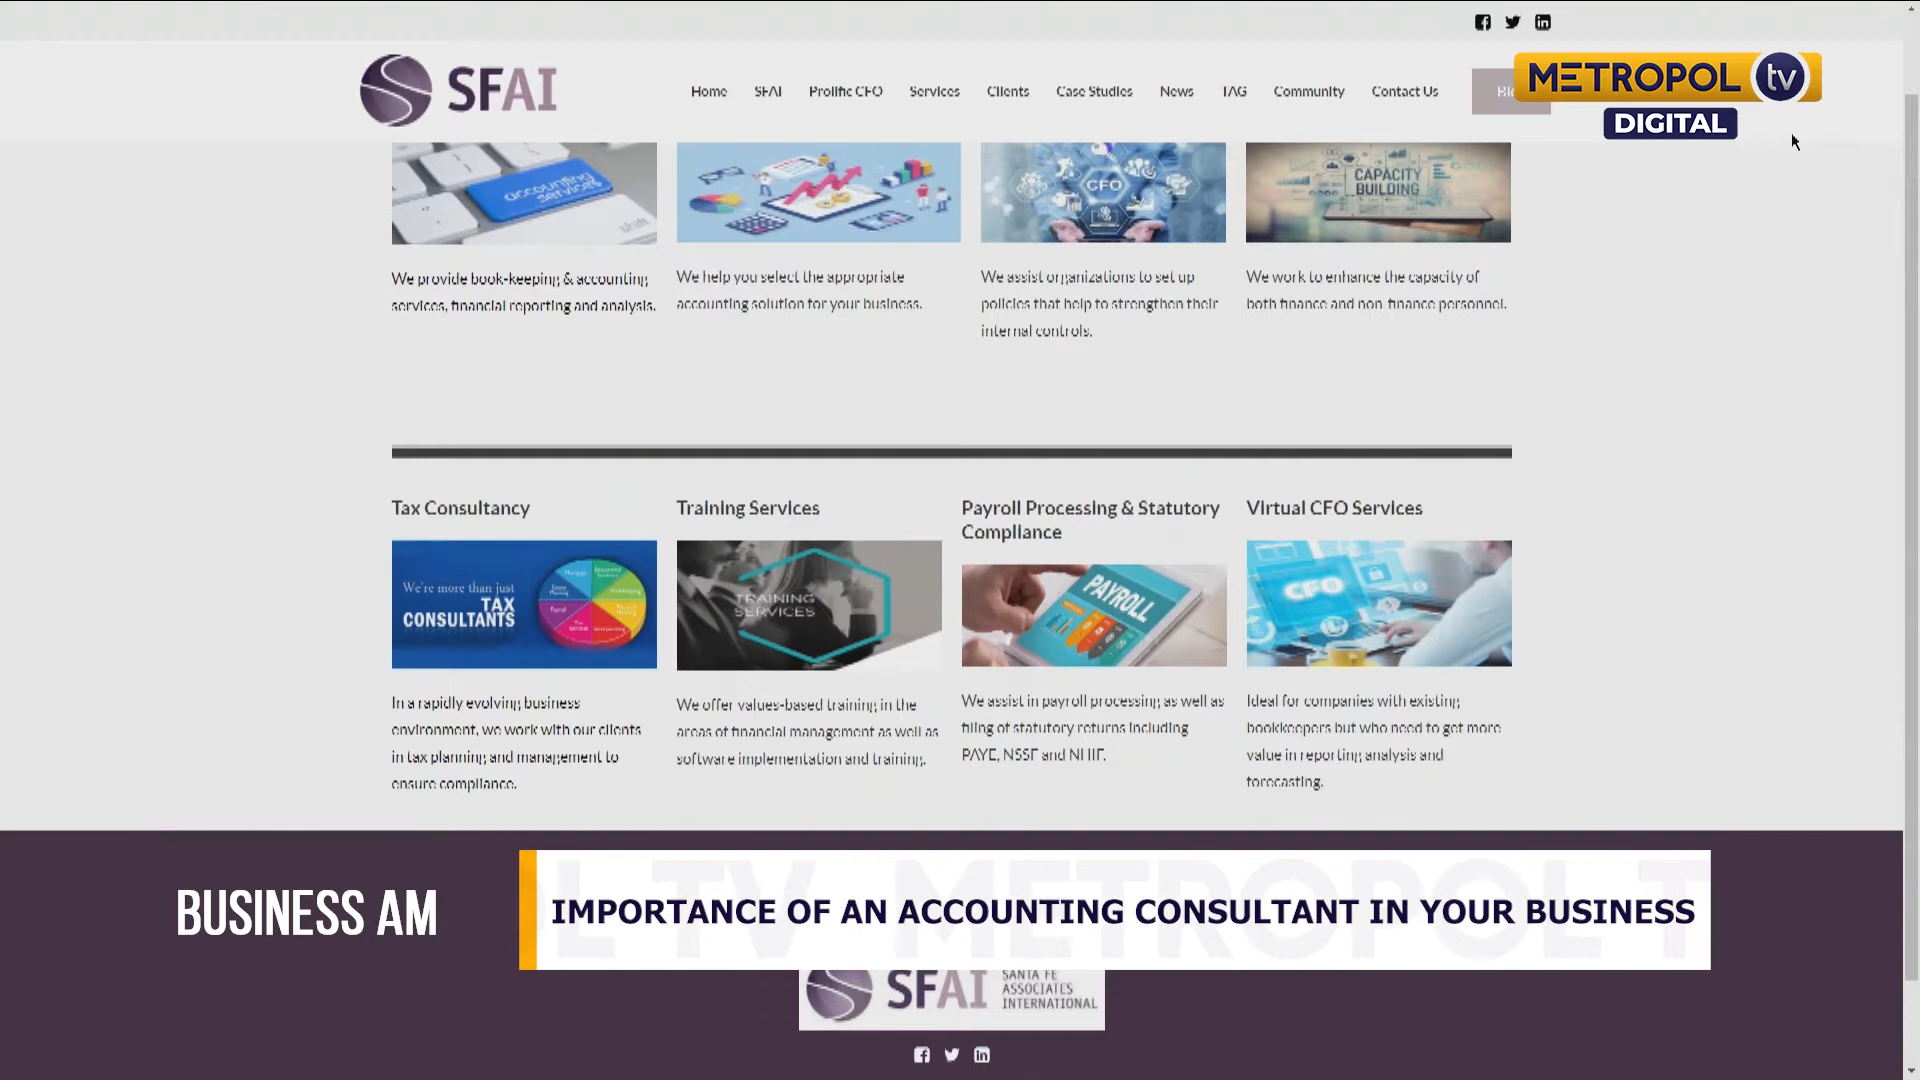 SFAI
Home SFAI Prolific CFO Services Clients Case Studies News TAG Community Contact Us
METROPOL tv
DIGITAL
accounting services
shift
CFO
CAPACITY
BUILDING
We provide book-keeping & accounting
services, financial reporting and analysis.
We help you select the appropriate
accounting solution for your business.
We assist organizations to set up
policies that help to strengthen their
internal controls.
We work to enhance the capacity of
both finance and non-finance personnel.
Tax Consultancy
We're more than just
TAX
CONSULTANTS
In a rapidly evolving business
environment, we work with our clients
in tax planning and management to
ensure compliance.
Training Services
TRAINING
SERVICES
We offer values-based training in the
areas of financial management as well as
software implementation and training.
Payroll Processing & Statutory
Compliance
PAYROLL
We assist in payroll processing as well as
filing of statutory returns including
PAYE, NSSF and NHIF.
Virtual CFO Services
CFO
Ideal for companies with existing
bookkeepers but who need to get more
value in reporting analysis and
forecasting.
BUSINESS AM
IMPORTANCE OF AN ACCOUNTING CONSULTANT IN YOUR BUSINESS
SFAI
SANTA FE
ASSOCIATES
INTERNATIONAL